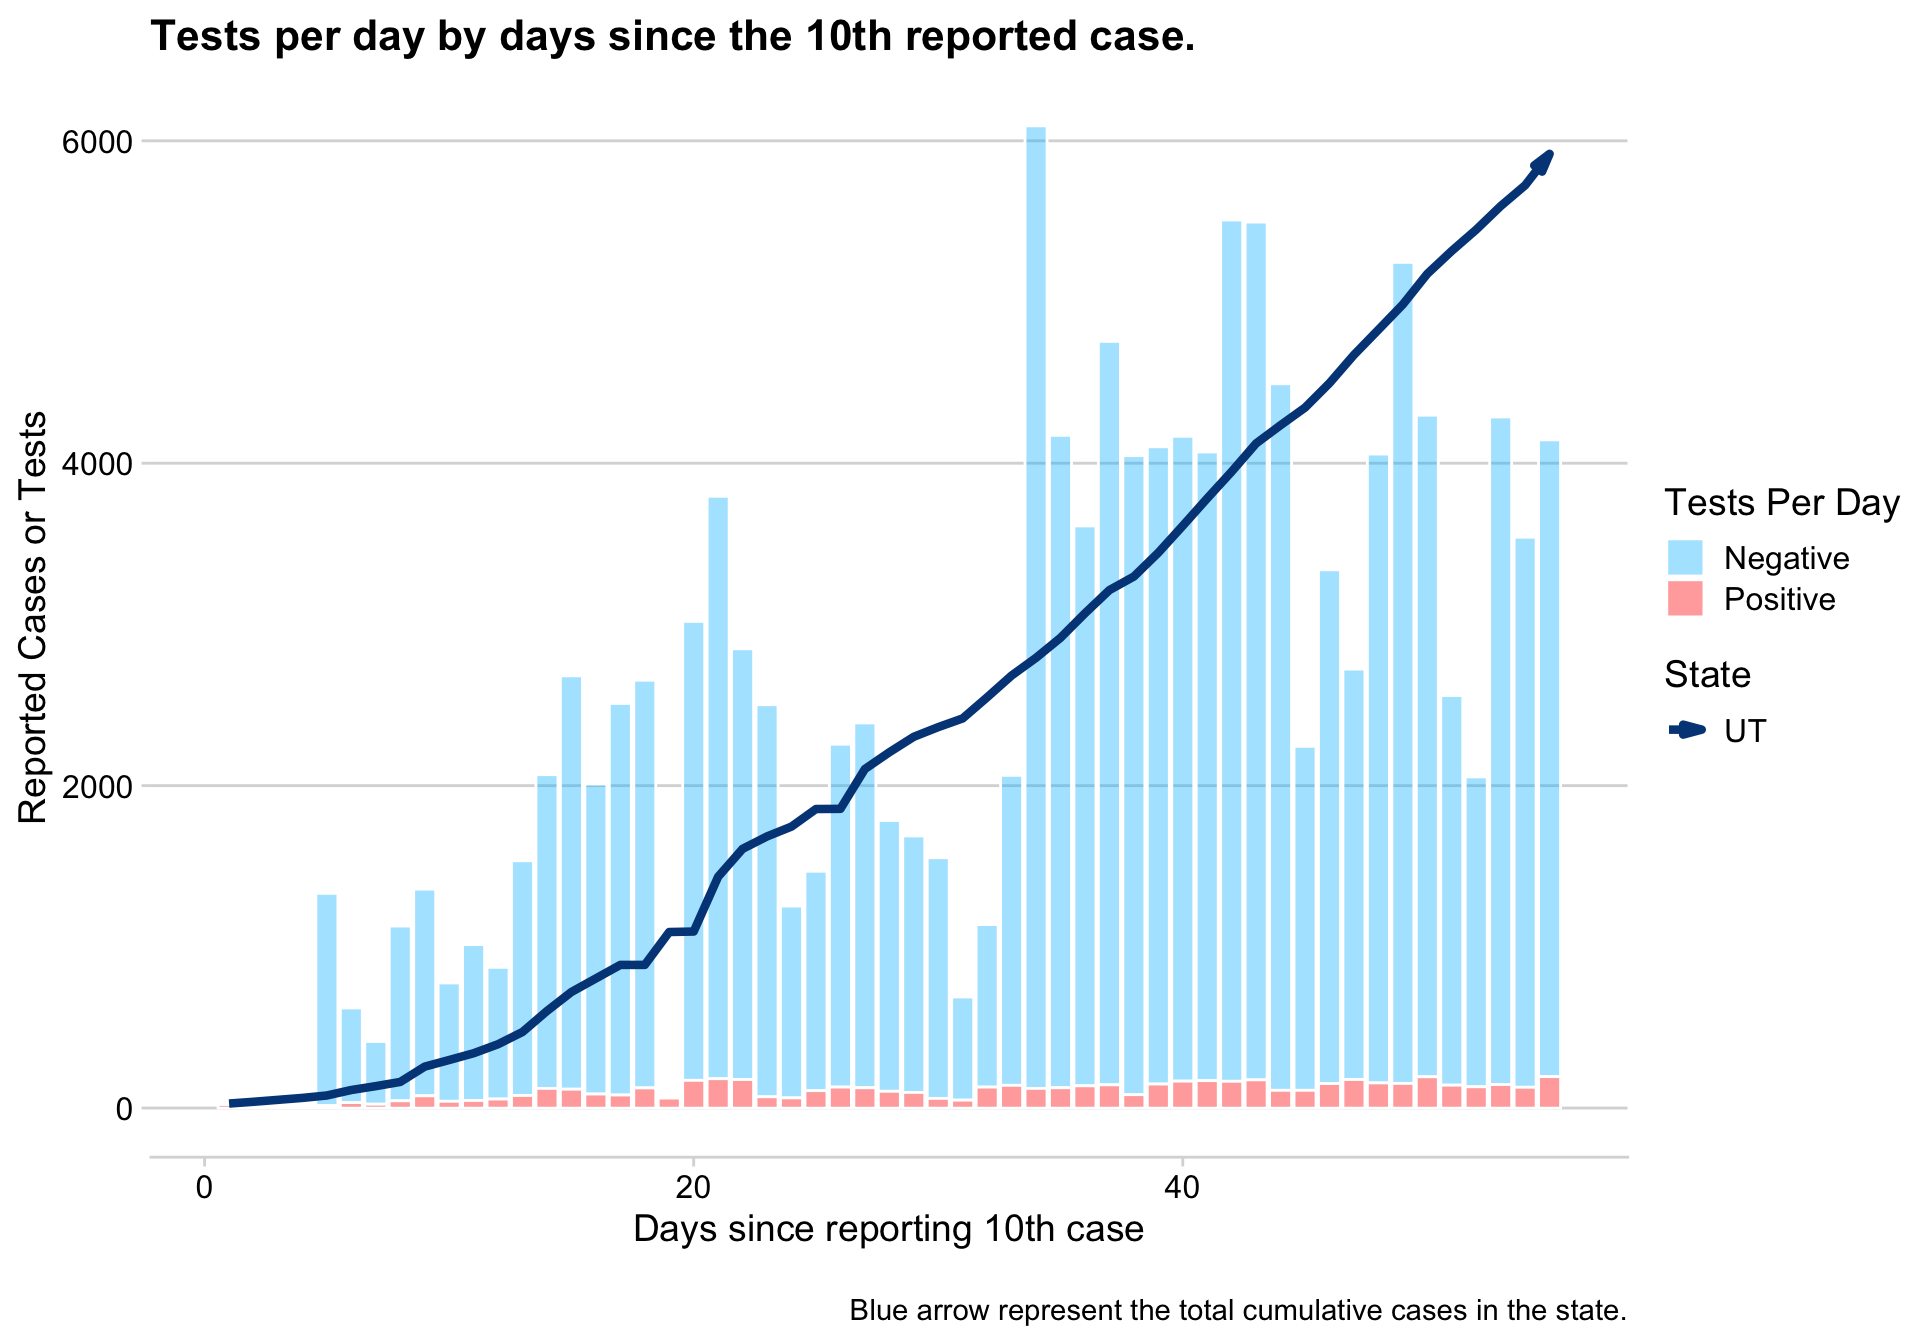 Tests per day by days since the 10th reported case.
6000
4000
2000
0
Reported Cases or Tests
0 20 40
Days since reporting 10th case
Tests Per Day
Negative
Positive
State
UT
Blue arrow represent the total cumulative cases in the state.